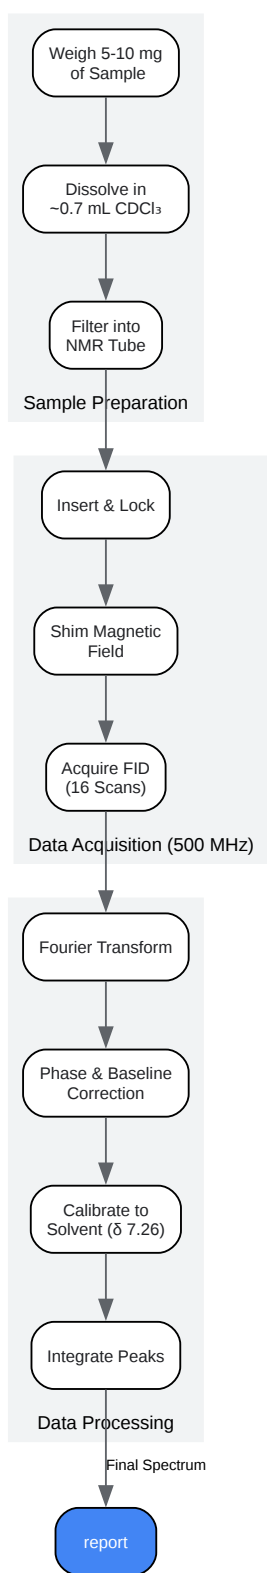 Weigh 5-10 mg
of Sample
Dissolve in
~0.7 mL CDCl₃
Filter into
NMR Tube
Sample Preparation
Insert & Lock
Shim Magnetic
Field
Acquire FID
(16 Scans)
Data Acquisition (500 MHz)
Fourier Transform
Phase & Baseline
Correction
Calibrate to
Solvent (δ 7.26)
Integrate Peaks
Data Processing
Final Spectrum
report